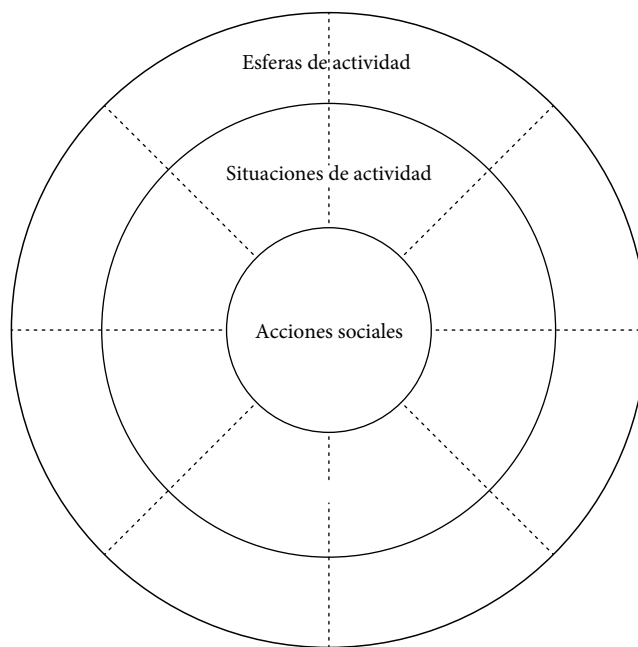 Esferas de actividad
Situaciones de actividad
Acciones sociales